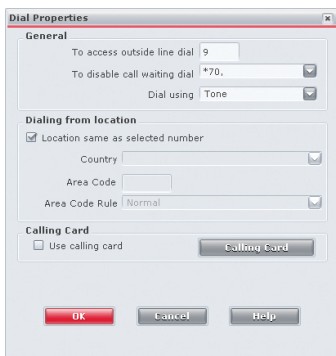 Dial Properties
General
To access outside line dial 9
To disable call waiting dial *70,
Dial using Tone
Dialing from location
Location same as selected number
Country
Area Code
Area Code Rule Normal
Calling Card
Use calling card Calling Card
OK Cancel Help